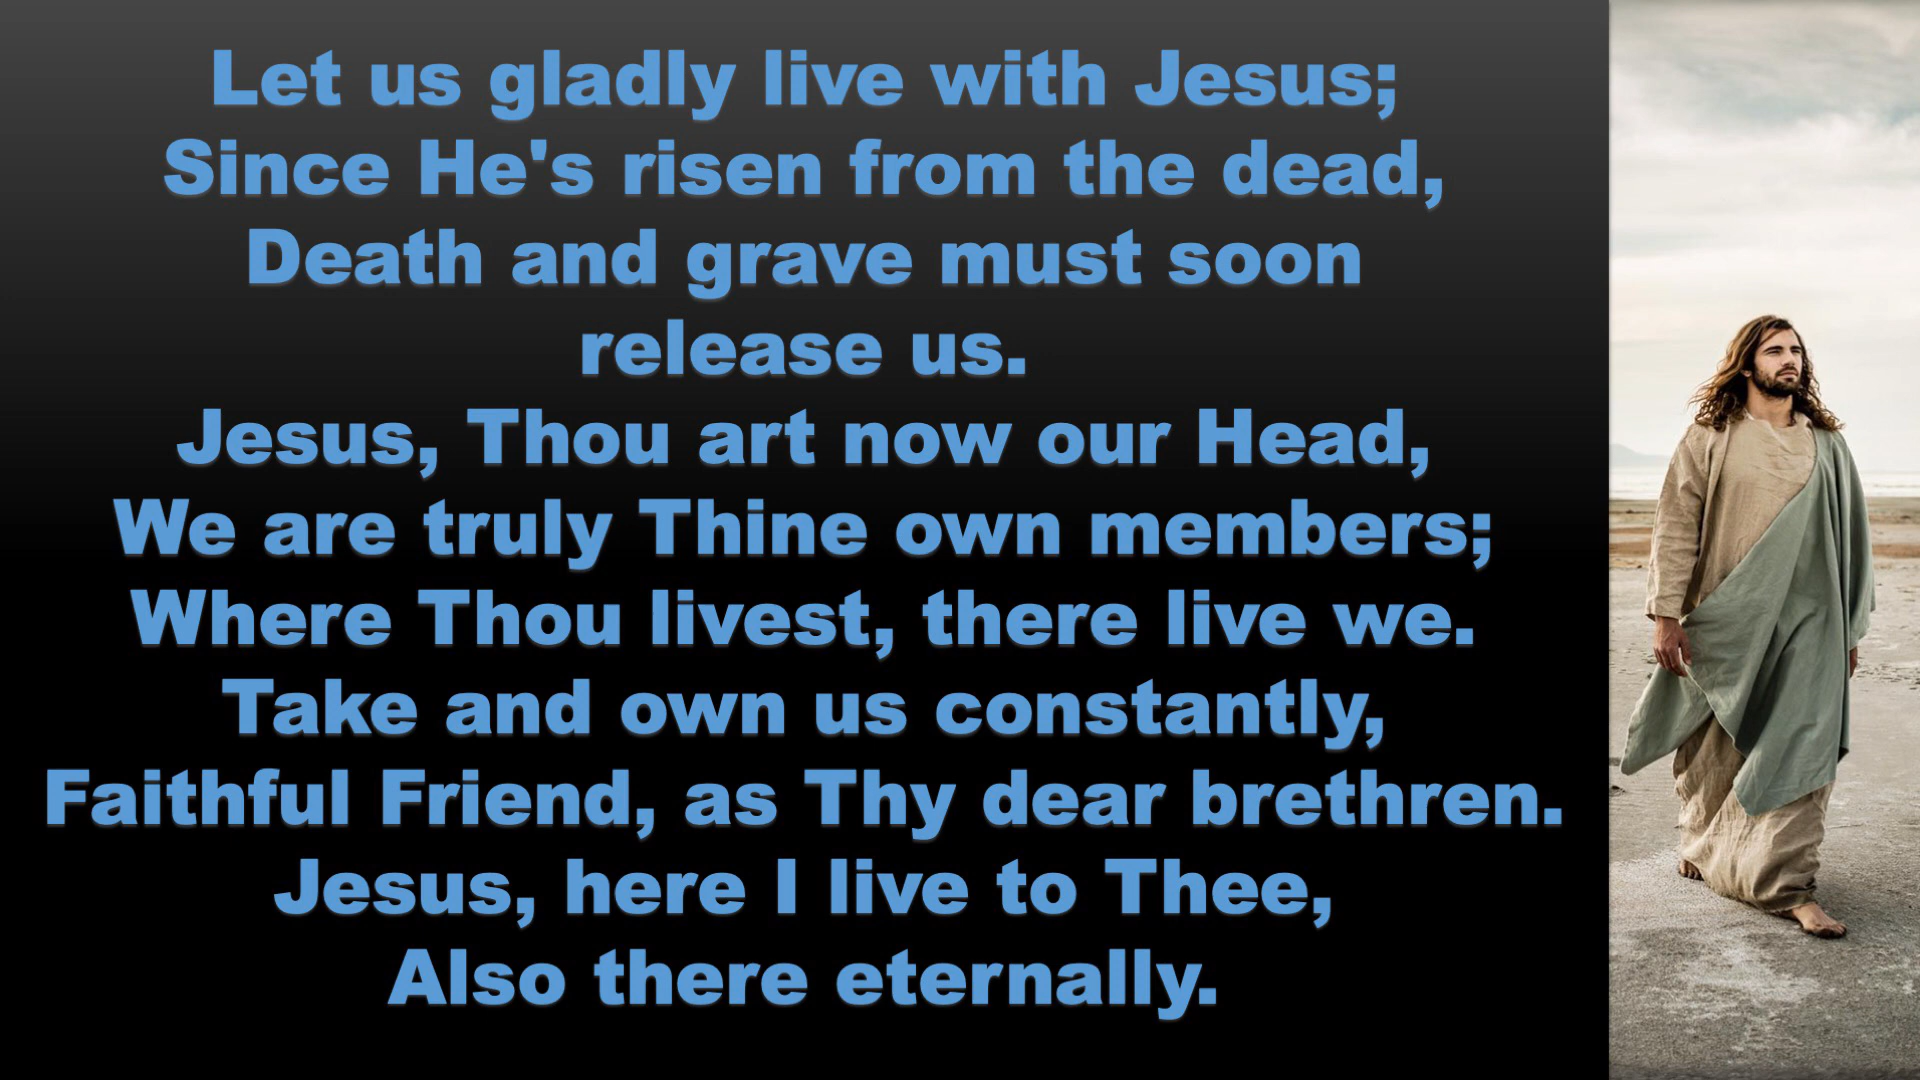 Let us gladly live with Jesus;
Since He's risen from the dead,
Death and grave must soon
release us.
Jesus, Thou art now our Head,
We are truly Thine own members;
Where Thou livest, there live we.
Take and own us constantly,
Faithful Friend, as Thy dear brethren.
Jesus, here I live to Thee,
Also there eternally.